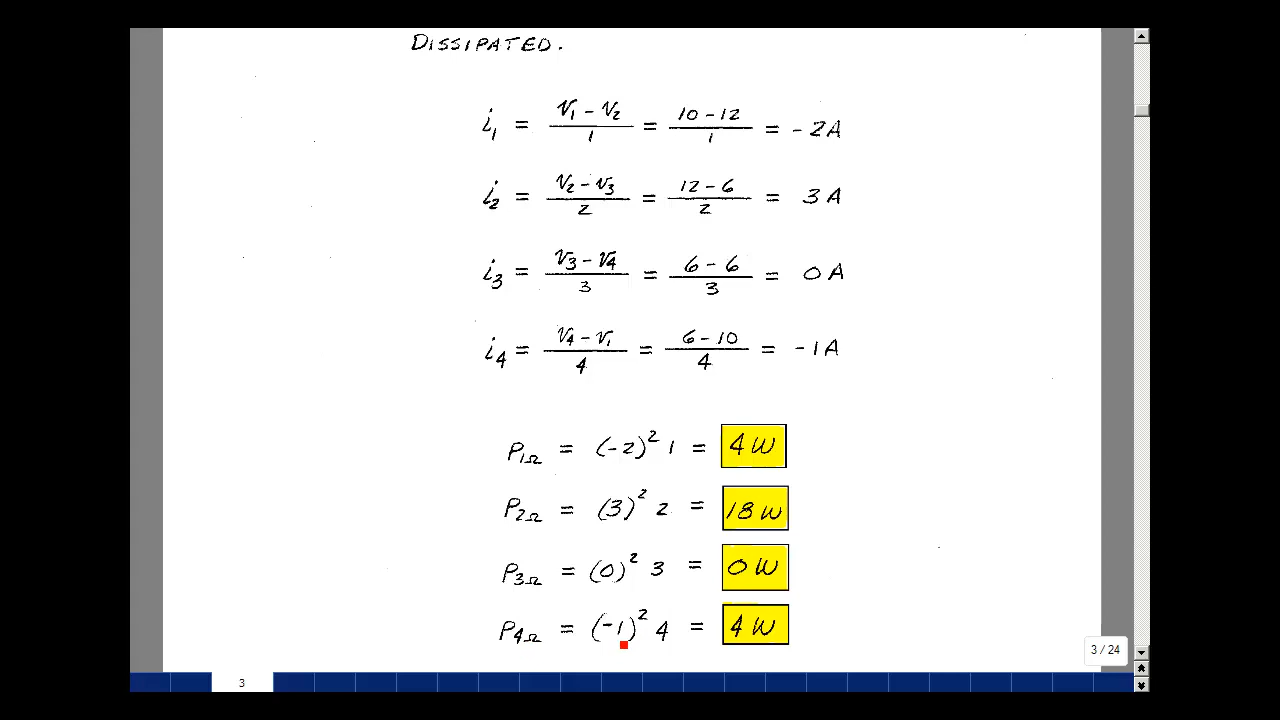 DISSIPATED.
i₁ = (V₁ - V₂)/1 = (10 - 12)/1 = -2A
i₂ = (V₂ - V₃)/2 = (12 - 6)/2 = 3A
i₃ = (V₃ - V₄)/3 = (6 - 6)/3 = 0A
i₄ = (V₄ - V₁)/4 = (6 - 10)/4 = -1A
P₁Ω = (-2)² 1 = 4W
P₂Ω = (3)² 2 = 18W
P₃Ω = (0)² 3 = 0W
P₄Ω = (-1)² 4 = 4W
3 / 24
3